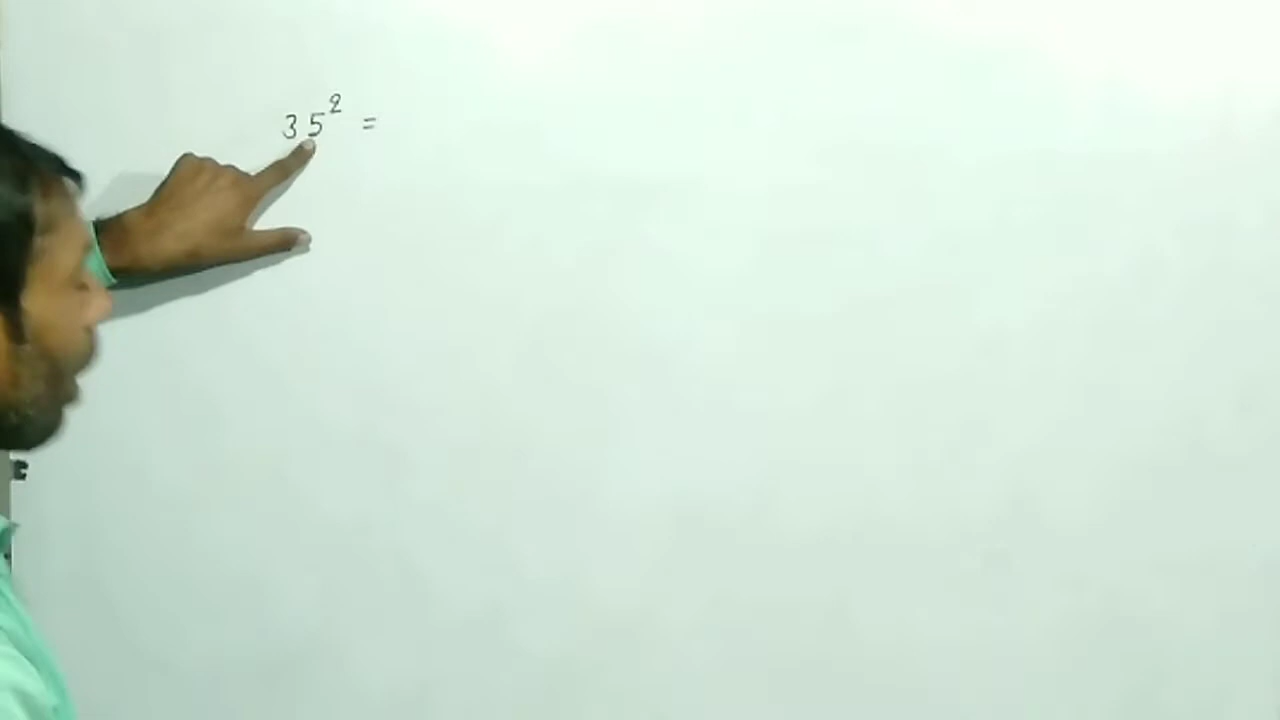 35² =